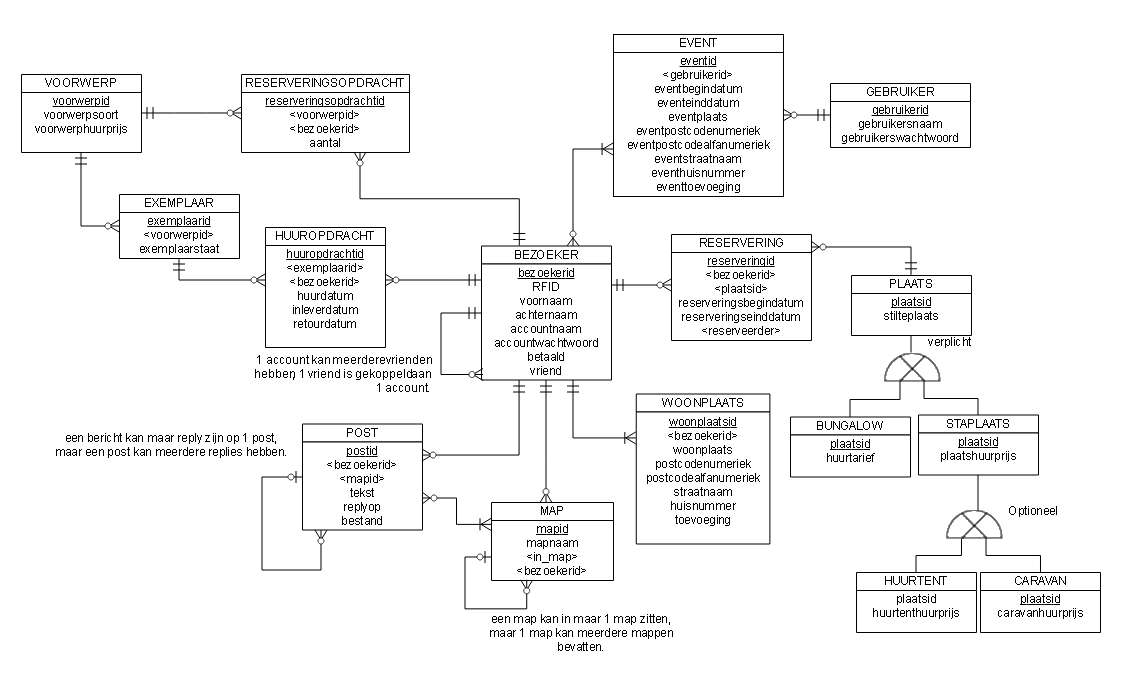 VOORWERP
voorwerpid
voorwerpsoort
voorwerphuurprijs
RESERVERINGSOPDRACHT
reserveringsopdrachtid
<voorwerpid>
<bezoekerid>
aantal
EVENT
eventid
<gebruikerid>
eventbegindatum
eventeinddatum
eventplaats
eventpostcodenumeriek
eventpostcodealfanumeriek
eventstraatnaam
eventhuisnummer
eventtoevoeging
GEBRUIKER
gebruikerid
gebruikersnaam
gebruikerswachtwoord
EXEMPLAAR
exemplaarid
<voorwerpid>
exemplaarstaat
HUUROPDRACHT
huuropdrachtid
<exemplaarid>
<bezoekerid>
huurdatum
inleverdatum
retourdatum
BEZOEKER
bezoekerid
RFID
voornaam
achternaam
accountnaam
accountwachtwoord
betaald
vriend
RESERVERING
reserveringid
<bezoekerid>
<plaatsid>
reserveringsbegindatum
reserveringseinddatum
<reserveerder>
PLAATS
plaatsid
stilteplaats
verplicht
1 account kan meerderevrienden
hebben, 1 vriend is gekoppeldaan
1 account.
BUNGALOW
plaatsid
huurtarief
STAPLAATS
plaatsid
plaatshuurprijs
WOONPLAATS
woonplaatsid
<bezoekerid>
woonplaats
postcodenumeriek
postcodealfanumeriek
straatnaam
huisnummer
toevoeging
een bericht kan maar reply zijn op 1 post,
maar een post kan meerdere replies hebben.
POST
postid
<bezoekerid>
<mapid>
tekst
replyop
bestand
MAP
mapid
mapnaam
<in_map>
<bezoekerid>
een map kan in maar 1 map zitten,
maar 1 map kan meerdere mappen
bevatten.
Optioneel
HUURTENT
plaatsid
huurtenthuurprijs
CARAVAN
plaatsid
caravanhuurprijs